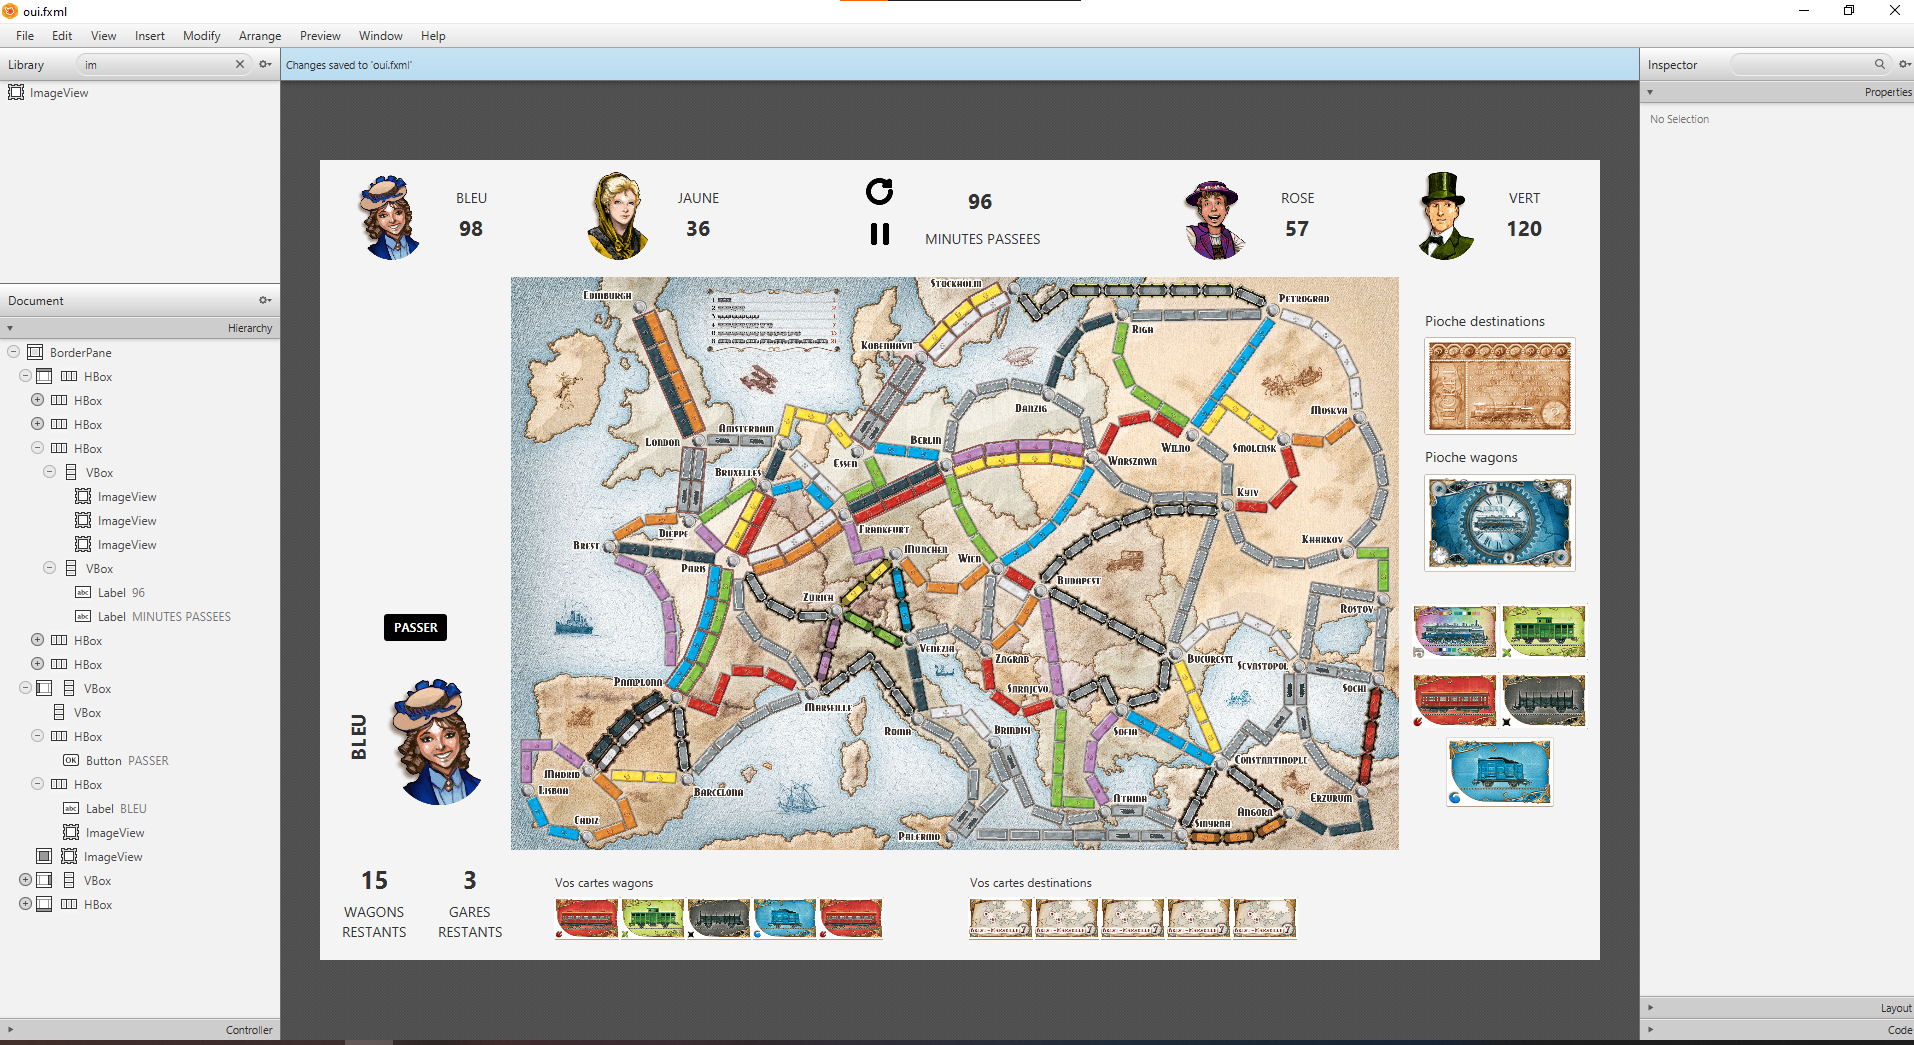 oui.fxml
File Edit View Insert Modify Arrange Preview Window Help
Library
im
Changes saved to 'oui.fxml'
Inspector
ImageView
Properties
No Selection
Document
Hierarchy
BorderPane
HBox
HBox
HBox
HBox
VBox
ImageView
ImageView
ImageView
VBox
Label 96
Label MINUTES PASSEES
HBox
HBox
VBox
VBox
HBox
Button PASSER
HBox
Label BLEU
ImageView
ImageView
VBox
HBox
Controller
Layout
Code
BLEU
98
JAUNE
36
96
MINUTES PASSEES
ROSE
57
VERT
120
EDINBURGH
STOCKHOLM
PETROGRAD
RIGA
KOBENHAVN
DANZIG
MOSKVA
LONDON
AMSTERDAM
ESSEN
BERLIN
WILNO
SMOLENSK
BRUXELLES
WARSZAWA
KYIV
DIEPPE
FRANKFURT
KHARKOV
BREST
PARIS
MUNCHEN
WIEN
BUDAPEST
ZURICH
ROSTOV
VENEZIA
ZAGRAB
BUCURESTI
SEVASTOPOL
PAMPLONA
MARSEILLE
SARAJEVO
SOCHI
ROMA
BRINDISI
SOFIA
MADRID
LISBOA
BARCELONA
CONSTANTINOPLE
CADIZ
PALERMO
ATHINA
SMYRNA
ANGORA
ERZURUM
Pioche destinations
TICKET
Pioche wagons
PASSER
BLEU
15
WAGONS
RESTANTS
3
GARES
RESTANTS
Vos cartes wagons
Vos cartes destinations